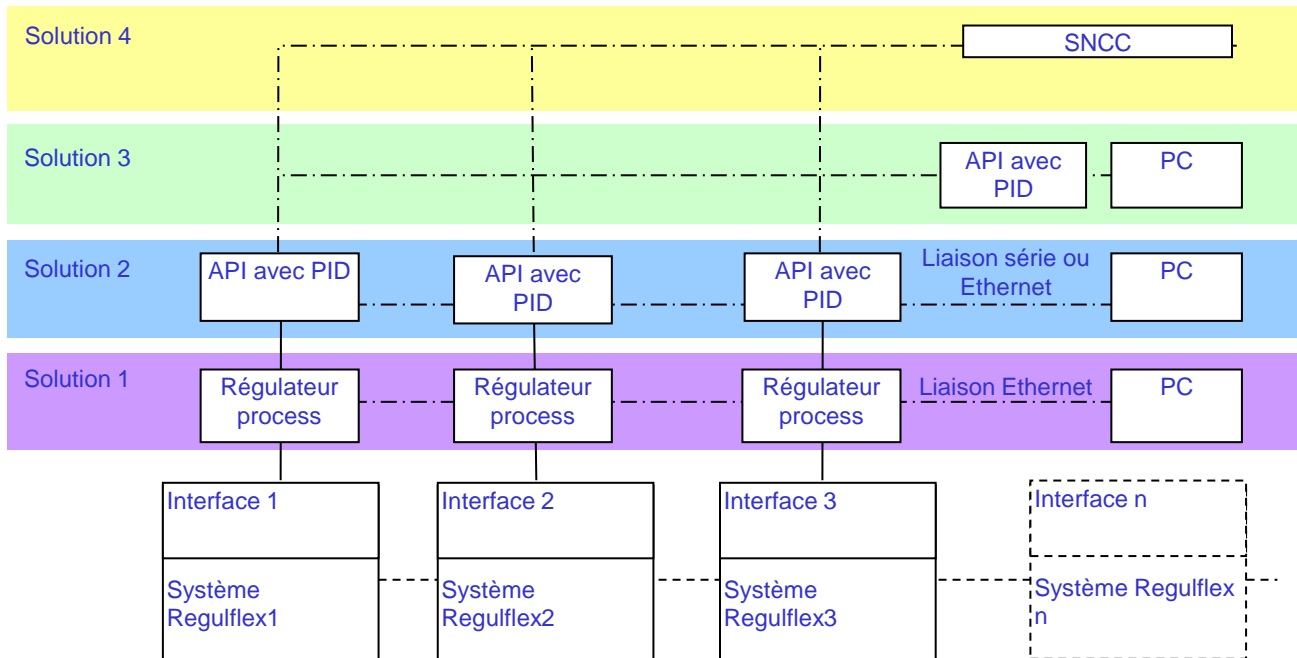 Solution 4
SNCC
Solution 3
API avec
PID
PC
Solution 2
API avec PID
API avec
PID
API avec
PID
Liaison série ou
Ethernet
PC
Solution 1
Régulateur
process
Régulateur
process
Régulateur
process
Liaison Ethernet
PC
Interface 1
Interface 2
Interface 3
Interface n
Système
Regulflex1
Système
Regulflex2
Système
Regulflex3
Système Regulflex
n